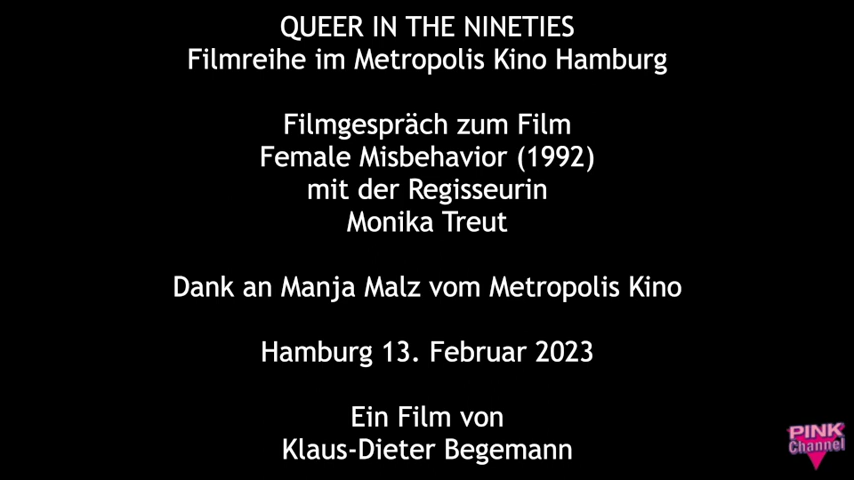 QUEER IN THE NINETIES
Filmreihe im Metropolis Kino Hamburg
Filmgespräch zum Film
Female Misbehavior (1992)
mit der Regisseurin
Monika Treut
Dank an Manja Malz vom Metropolis Kino
Hamburg 13. Februar 2023
Ein Film von
Klaus-Dieter Begemann
PINK
Channel